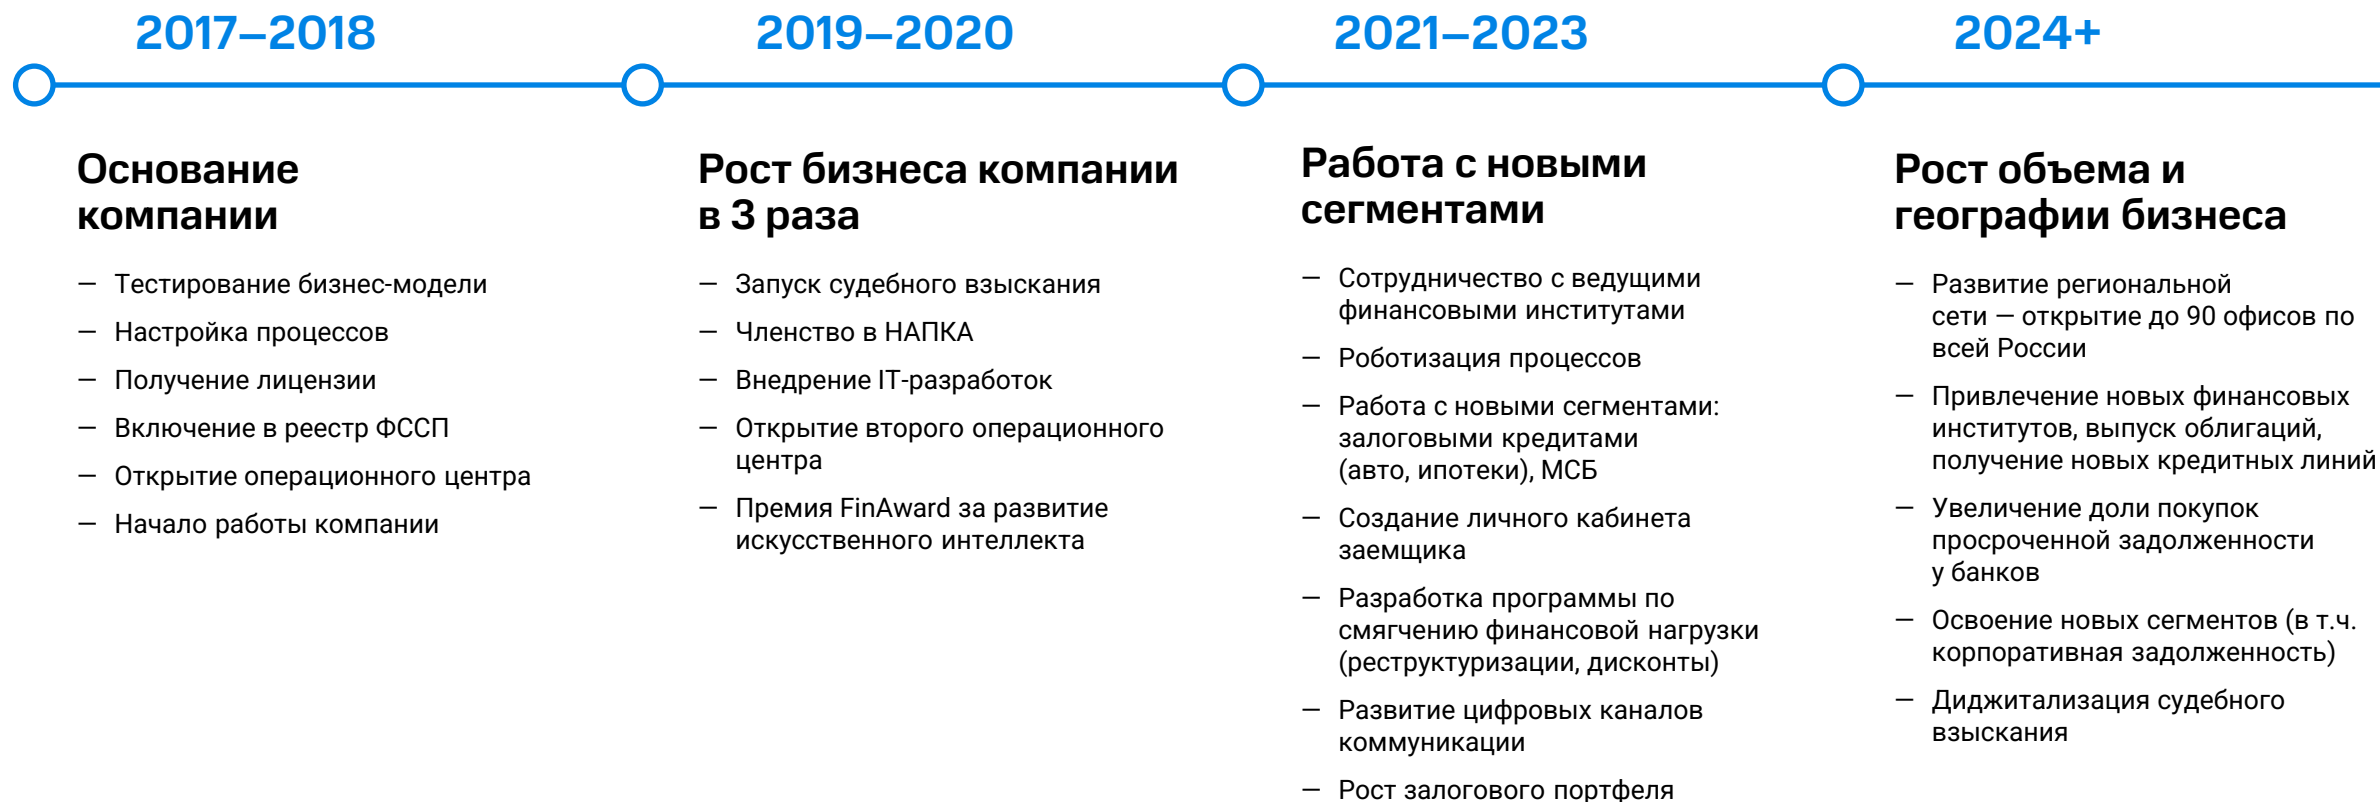 2017–2018
Основание
компании
— Тестирование бизнес-модели
— Настройка процессов
— Получение лицензии
— Включение в реестр ФССП
— Открытие операционного центра
— Начало работы компании
2019–2020
Рост бизнеса компании
в 3 раза
— Запуск судебного взыскания
— Членство в НАПКА
— Внедрение IT-разработок
— Открытие второго операционного
центра
— Премия FinAward за развитие
искусственного интеллекта
2021–2023
Работа с новыми
сегментами
— Сотрудничество с ведущими
финансовыми институтами
— Роботизация процессов
— Работа с новыми сегментами:
залоговыми кредитами
(авто, ипотеки), МСБ
— Создание личного кабинета
заемщика
— Разработка программы по
смягчению финансовой нагрузки
(реструктуризации, дисконты)
— Развитие цифровых каналов
коммуникации
— Рост залогового портфеля
2024+
Рост объема и
географии бизнеса
— Развитие региональной
сети — открытие до 90 офисов по
всей России
— Привлечение новых финансовых
институтов, выпуск облигаций,
получение новых кредитных линий
— Увеличение доли покупок
просроченной задолженности
у банков
— Освоение новых сегментов (в т.ч.
корпоративная задолженность)
— Диджитализация судебного
взыскания